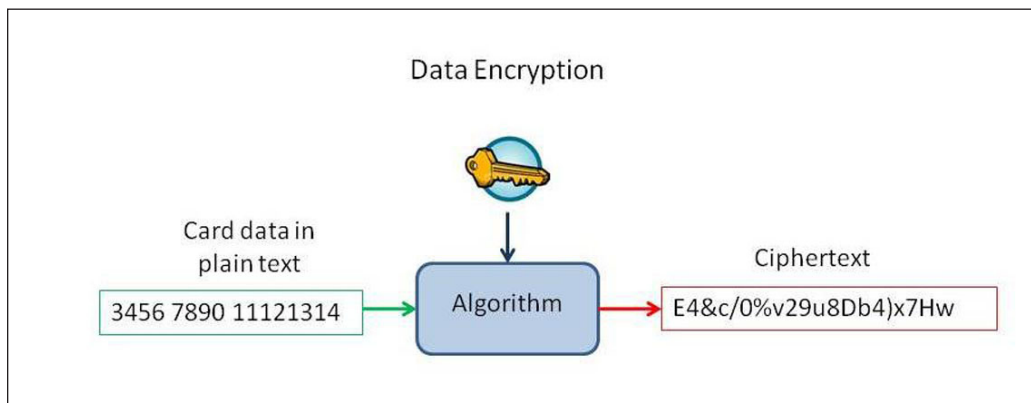 Data Encryption
Card data in
plain text
3456 7890 11121314
Algorithm
Ciphertext
E4&c/0%v29u8Db4)x7Hw